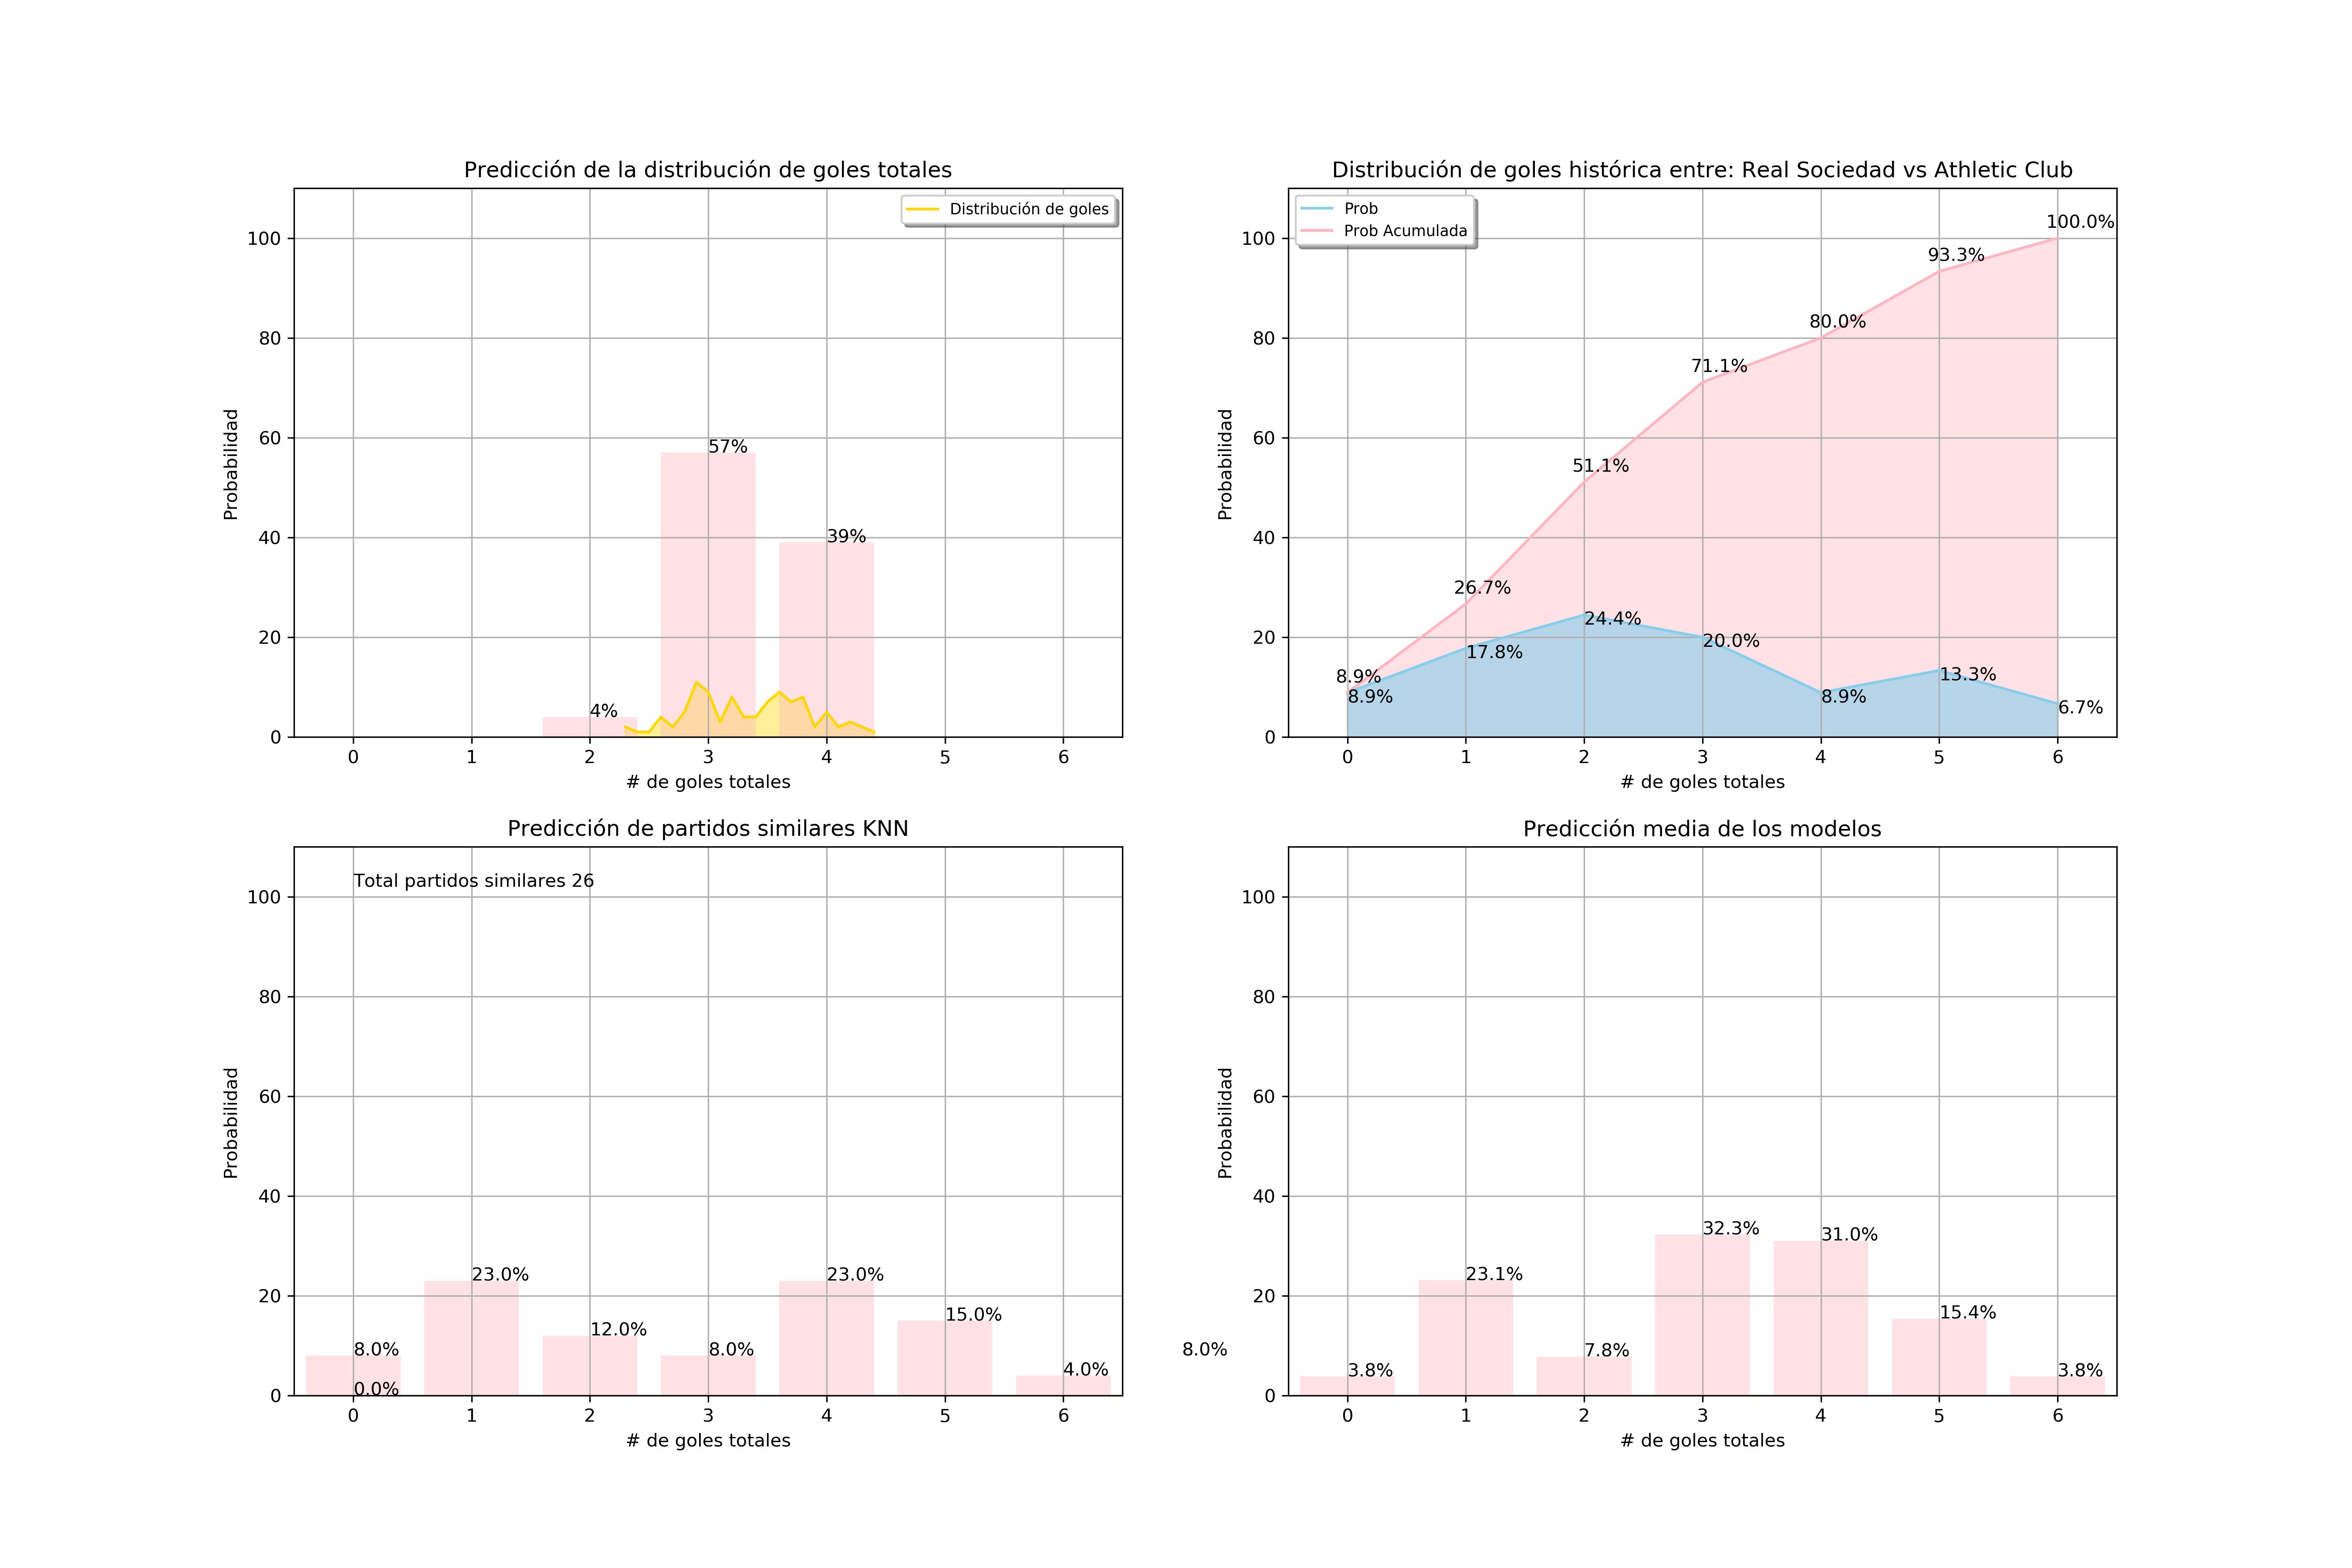 Predicción de la distribución de goles totales
Distribución de goles
100
80
60
40
20
0
Probabilidad
57%
39%
4%
0 1 2 3 4 5 6
# de goles totales
Distribución de goles histórica entre: Real Sociedad vs Athletic Club
Prob
Prob Acumulada
100
80
60
40
20
0
Probabilidad
100.0%
93.3%
80.0%
71.1%
51.1%
26.7%
8.9%
8.9%
17.8%
24.4%
20.0%
8.9%
13.3%
6.7%
0 1 2 3 4 5 6
# de goles totales
Predicción de partidos similares KNN
Total partidos similares 26
100
80
60
40
20
0
Probabilidad
8.0%
0.0%
23.0%
12.0%
8.0%
23.0%
15.0%
4.0%
8.0%
0 1 2 3 4 5 6
# de goles totales
Predicción media de los modelos
100
80
60
40
20
0
Probabilidad
3.8%
23.1%
7.8%
32.3%
31.0%
15.4%
3.8%
0 1 2 3 4 5 6
# de goles totales